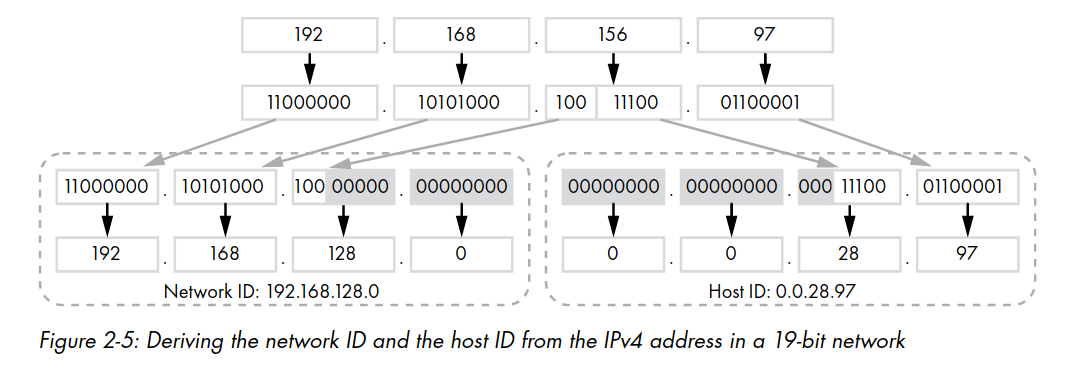 192 . 168 . 156 . 97
11000000 . 10101000 . 100 11100 . 01100001
11000000 . 10101000 . 100 00000 . 00000000
192 . 168 . 128 . 0
Network ID: 192.168.128.0
00000000 . 00000000 . 000 11100 . 01100001
0 . 0 . 28 . 97
Host ID: 0.0.28.97
Figure 2-5: Deriving the network ID and the host ID from the IPv4 address in a 19-bit network